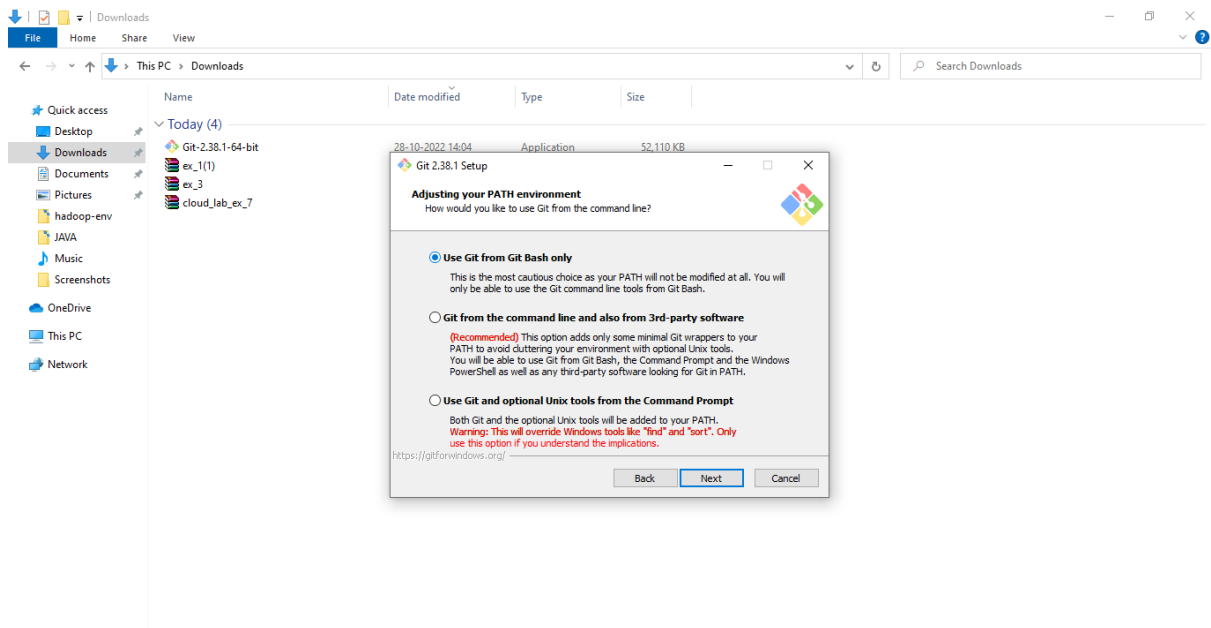 Downloads
File Home Share View
This PC > Downloads
Search Downloads
Name Date modified Type Size
Quick access
Desktop
Downloads
Documents
Pictures
hadoop-env
JAVA
Music
Screenshots
OneDrive
This PC
Network
Today (4)
Git-2.38.1-64-bit 28-10-2022 14:04 Application 52,110 KB
ex_1(1)
ex_3
cloud_lab_ex_7
Git 2.38.1 Setup
Adjusting your PATH environment
How would you like to use Git from the command line?
Use Git from Git Bash only
This is the most cautious choice as your PATH will not be modified at all. You will
only be able to use the Git command line tools from Git Bash.
Git from the command line and also from 3rd-party software
(Recommended) This option adds only some minimal Git wrappers to your
PATH to avoid cluttering your environment with optional Unix tools.
You will be able to use Git from Git Bash, the Command Prompt and the Windows
PowerShell as well as any third-party software looking for Git in PATH.
Use Git and optional Unix tools from the Command Prompt
Both Git and the optional Unix tools will be added to your PATH.
Warning: This will override Windows tools like "find" and "sort". Only
use this option if you understand the implications.
https://gitforwindows.org/
Back Next Cancel